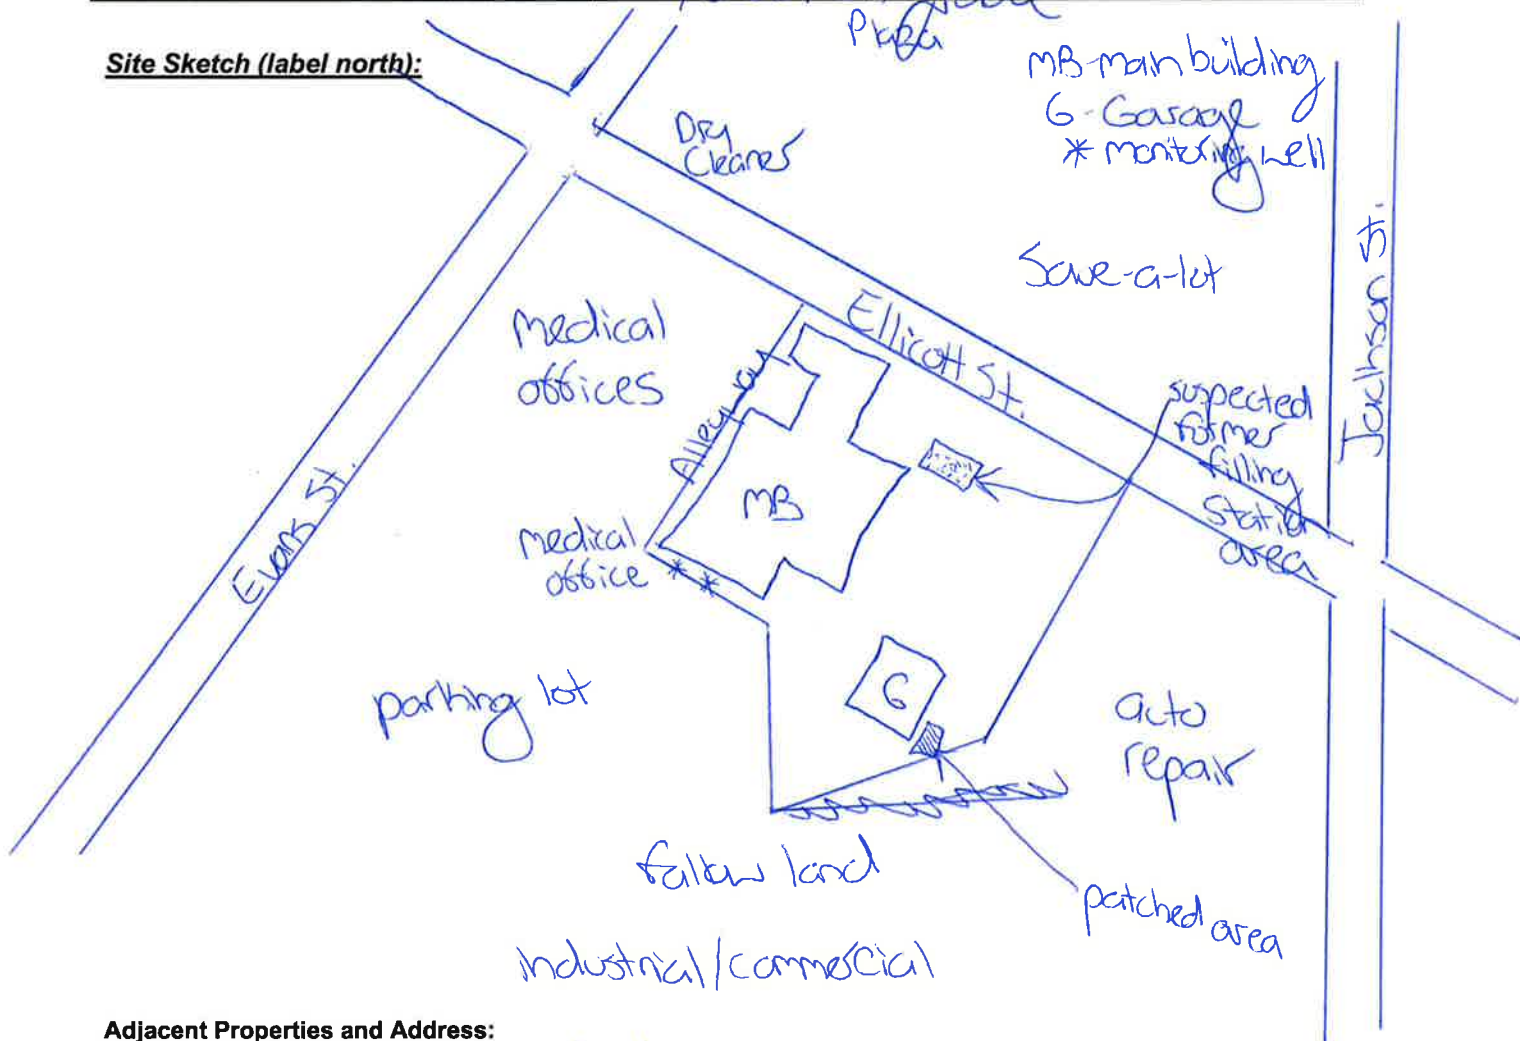 Plaza
Site Sketch (label north):
MB-main building
G-Garage
* monitoring well
Dry
Cleaner
Save-a-lot
Jackson St.
Ellicott St.
Medical
offices
Alleyway
suspected
former
filling
station
area
Evans St.
MB
medical
office
* *
G
parking lot
auto
repair
fallow land
patched area
industrial/commercial
Adjacent Properties and Address: